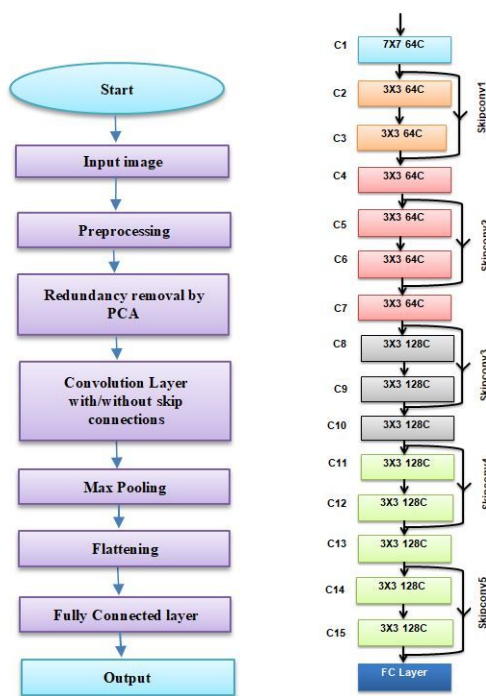 Start
Input image
Preprocessing
Redundancy removal by
PCA
Convolution Layer
with/without skip
connections
Max Pooling
Flattening
Fully Connected layer
Output
C1
7X7 64C
C2
3X3 64C
C3
3X3 64C
Skipconv1
C4
3X3 64C
C5
3X3 64C
C6
3X3 64C
Skipconv2
C7
3X3 64C
C8
3X3 128C
C9
3X3 128C
Skipconv3
C10
3X3 128C
C11
3X3 128C
C12
3X3 128C
Skipconv4
C13
3X3 128C
C14
3X3 128C
C15
3X3 128C
Skipconv5
FC Layer